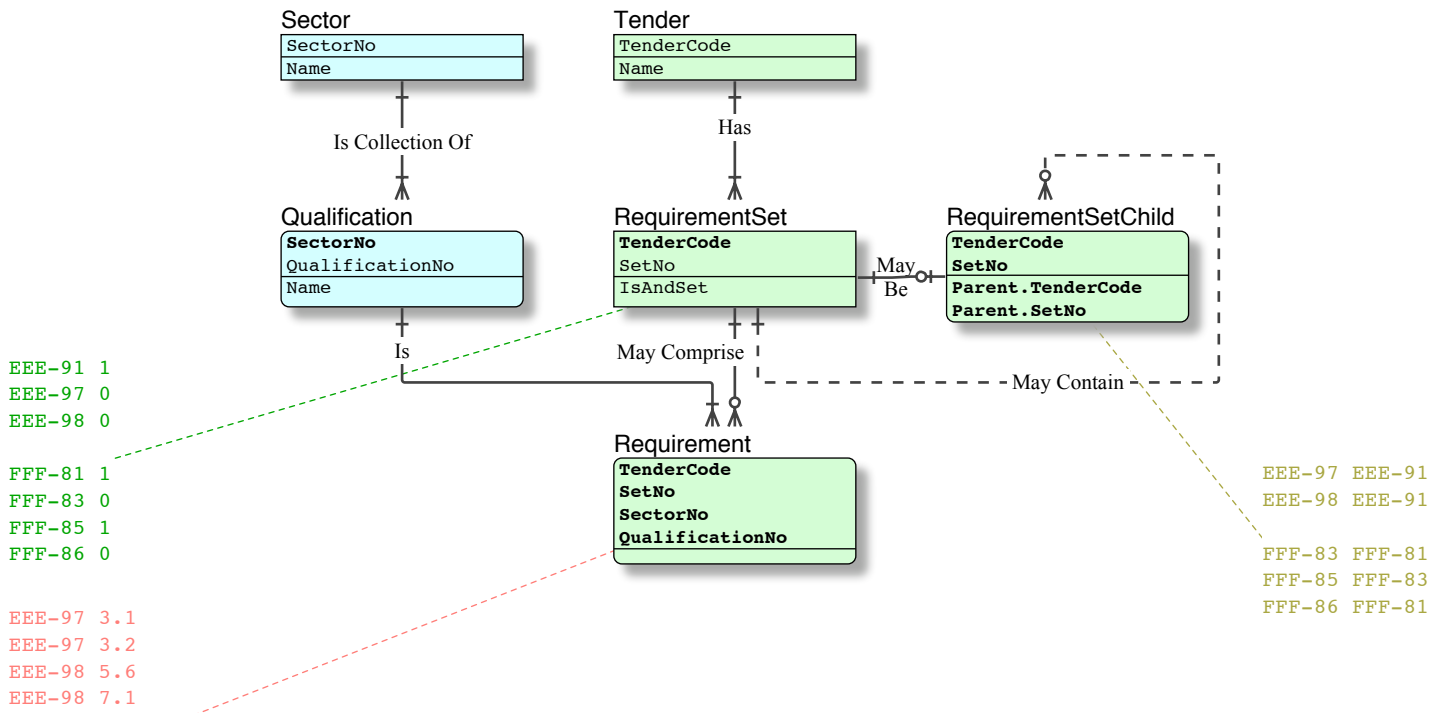 Sector
SectorNo
Name
Tender
TenderCode
Name
Is Collection Of
Has
Qualification
SectorNo
QualificationNo
Name
RequirementSet
TenderCode
SetNo
IsAndSet
May
Be
RequirementSetChild
TenderCode
SetNo
Parent.TenderCode
Parent.SetNo
Is
May Comprise
May Contain
Requirement
TenderCode
SetNo
SectorNo
QualificationNo
EEE-91 1
EEE-97 0
EEE-98 0
FFF-81 1
FFF-83 0
FFF-85 1
FFF-86 0
EEE-97 3.1
EEE-97 3.2
EEE-98 5.6
EEE-98 7.1
EEE-97 EEE-91
EEE-98 EEE-91
FFF-83 FFF-81
FFF-85 FFF-83
FFF-86 FFF-81